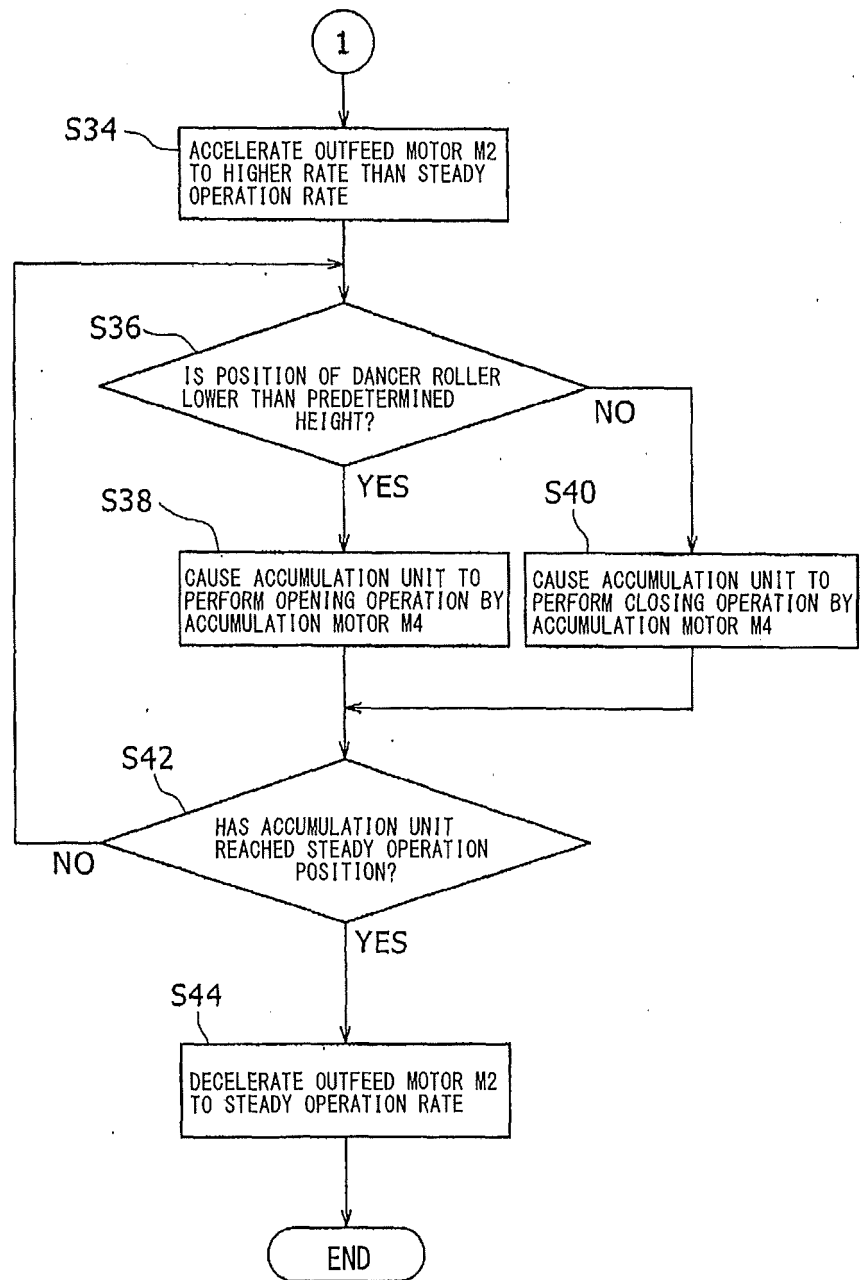 1
S34
ACCELERATE OUTFEED MOTOR M2
TO HIGHER RATE THAN STEADY
OPERATION RATE
S36
IS POSITION OF DANCER ROLLER
LOWER THAN PREDETERMINED
HEIGHT?
NO
YES
S38
CAUSE ACCUMULATION UNIT TO
PERFORM OPENING OPERATION BY
ACCUMULATION MOTOR M4
S40
CAUSE ACCUMULATION UNIT TO
PERFORM CLOSING OPERATION BY
ACCUMULATION MOTOR M4
S42
HAS ACCUMULATION UNIT
REACHED STEADY OPERATION
POSITION?
NO
YES
S44
DECELERATE OUTFEED MOTOR M2
TO STEADY OPERATION RATE
END